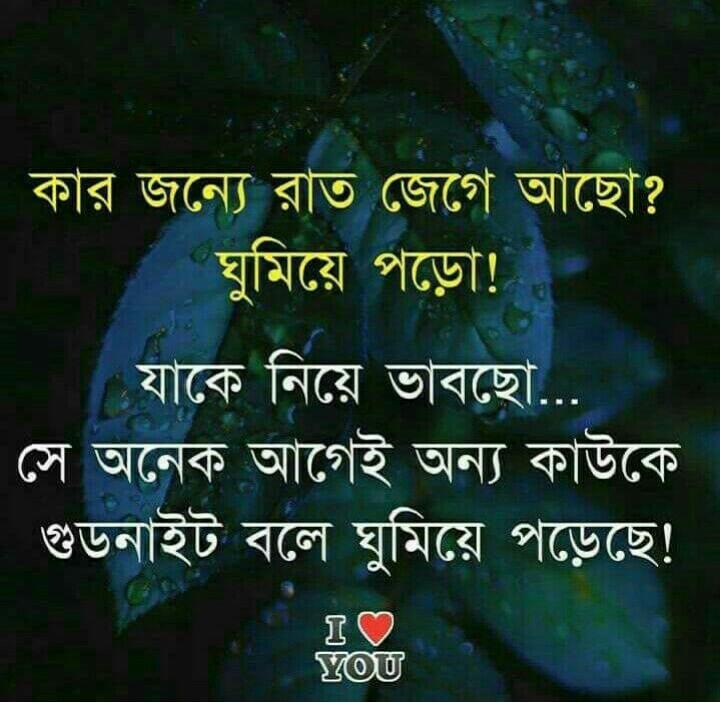 কার জন্যে রাত জেগে আছো?
ঘুমিয়ে পড়ো!
যাকে নিয়ে ভাবছো...
সে অনেক আগেই অন্য কাউকে
গুডনাইট বলে ঘুমিয়ে পড়েছে!
I ❤
YOU